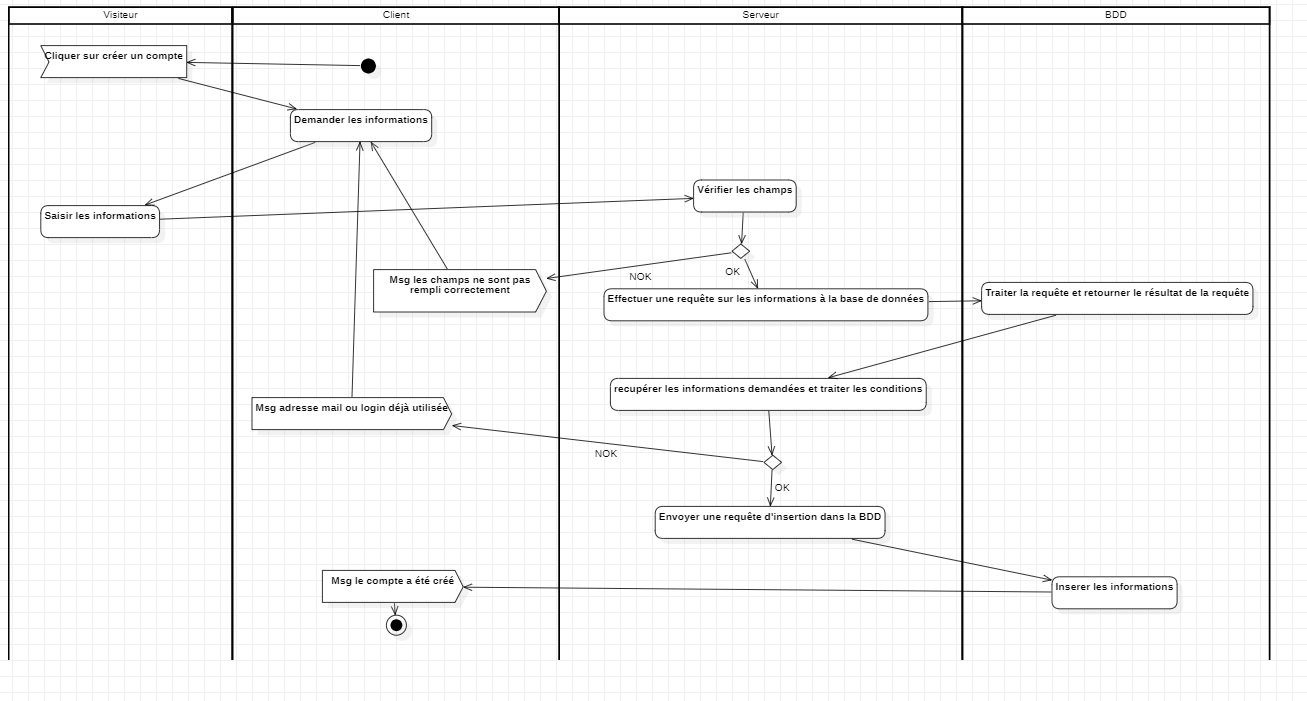 Visiteur
Client
Serveur
BDD
Cliquer sur créer un compte
Demander les informations
Vérifier les champs
Saisir les informations
NOK
OK
Msg les champs ne sont pas
rempli correctement
Effectuer une requête sur les informations à la base de données
Traiter la requête et retourner le résultat de la requête
recupérer les informations demandées et traiter les conditions
Msg adresse mail ou login déjà utilisée
NOK
OK
Envoyer une requête d'insertion dans la BDD
Msg le compte a été créé
Inserer les informations